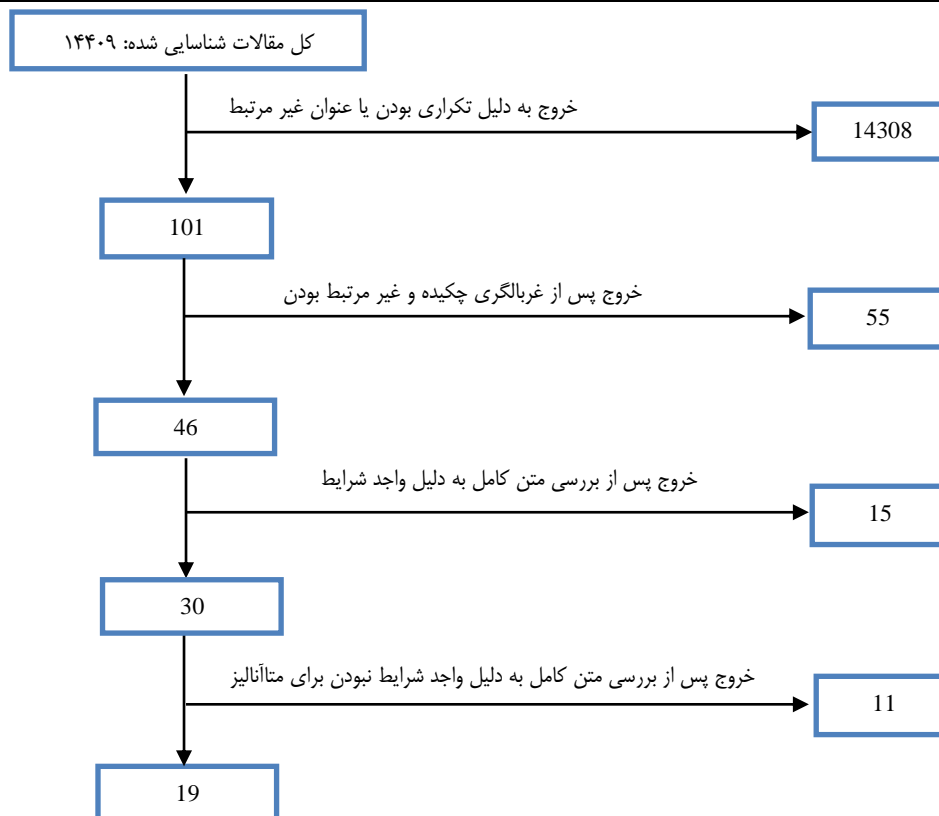 کل مقالات شناسایی شده: ۱۴۴۰۹
خروج به دلیل تکراری بودن یا عنوان غیر مرتبط
14308
101
خروج پس از غربالگری چکیده و غیر مرتبط بودن
55
46
خروج پس از بررسی متن کامل به دلیل واجد شرایط
15
30
خروج پس از بررسی متن کامل به دلیل واجد شرایط نبودن برای متاآنالیز
11
19